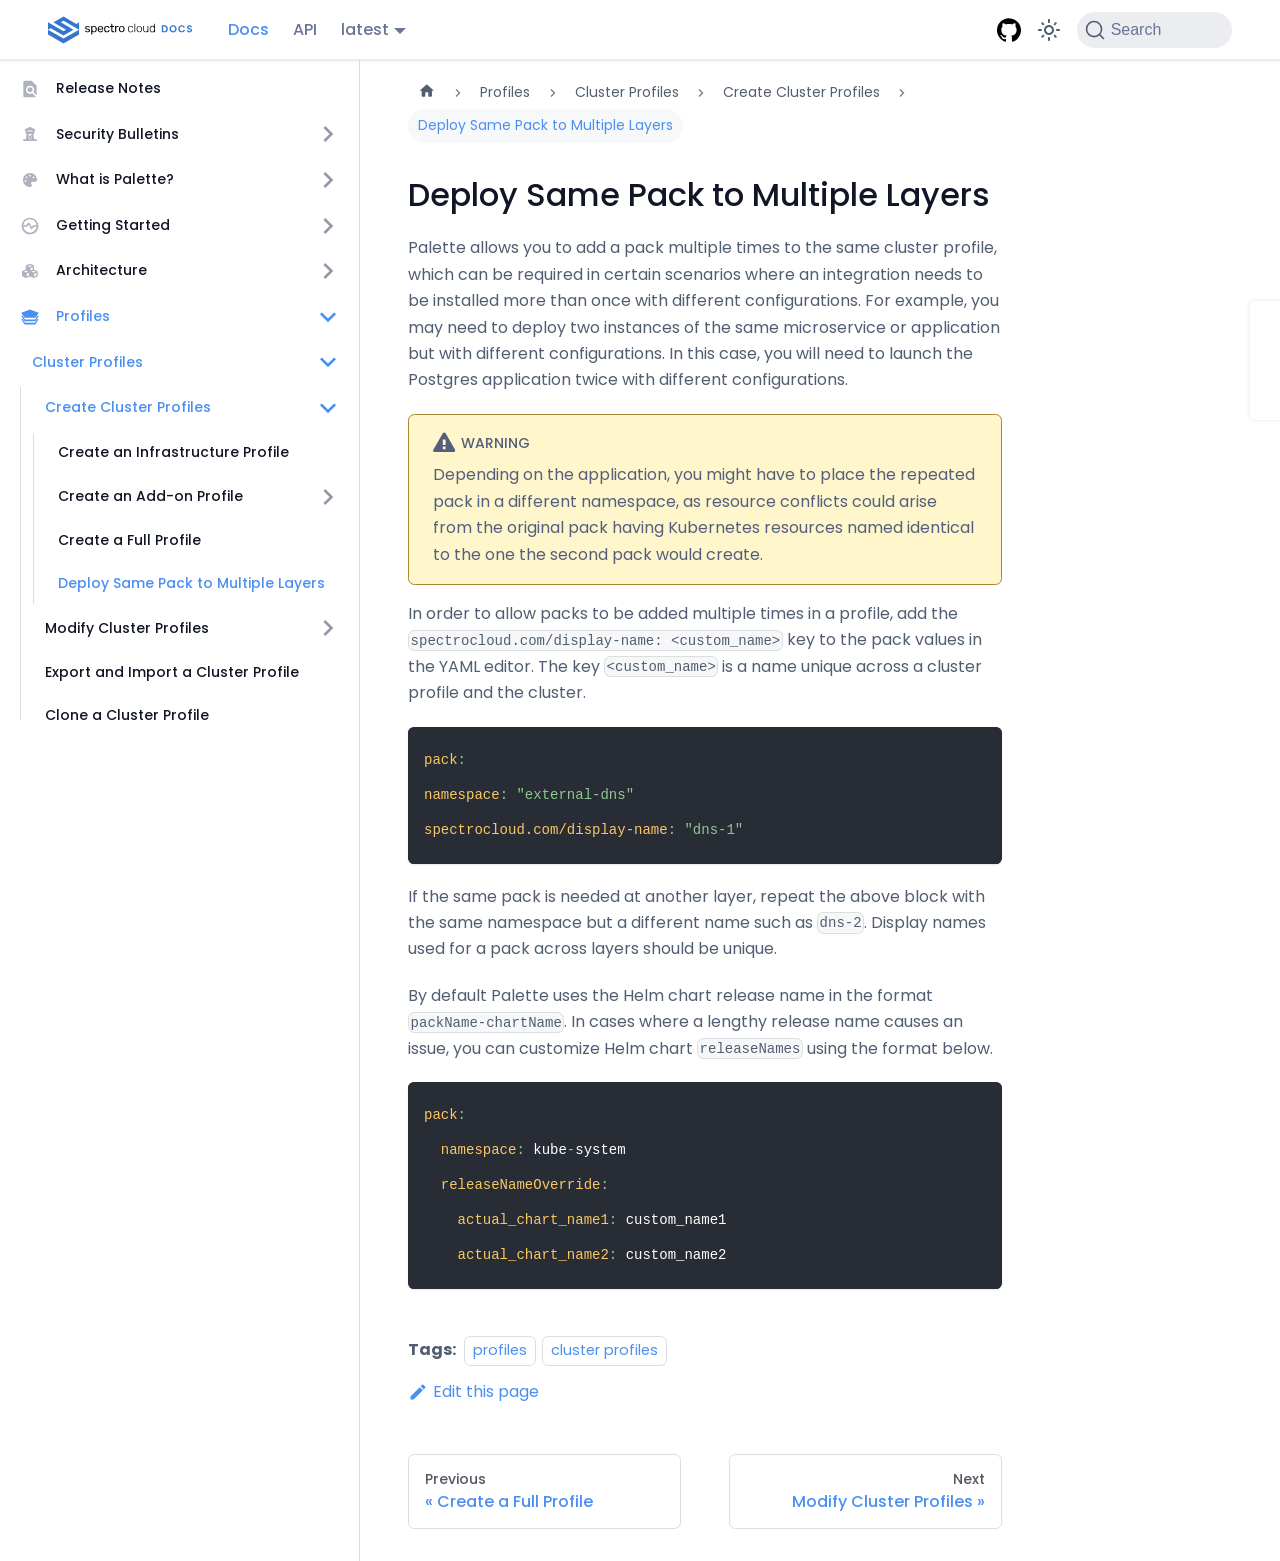 spectro cloud DOCS Docs API latest Search
Release Notes
Security Bulletins
What is Palette?
Getting Started
Architecture
Profiles
Cluster Profiles
Create Cluster Profiles
Create an Infrastructure Profile
Create an Add-on Profile
Create a Full Profile
Deploy Same Pack to Multiple Layers
Modify Cluster Profiles
Export and Import a Cluster Profile
Clone a Cluster Profile
Profiles Cluster Profiles Create Cluster Profiles
Deploy Same Pack to Multiple Layers
Deploy Same Pack to Multiple Layers
Palette allows you to add a pack multiple times to the same cluster profile,
which can be required in certain scenarios where an integration needs to
be installed more than once with different configurations. For example, you
may need to deploy two instances of the same microservice or application
but with different configurations. In this case, you will need to launch the
Postgres application twice with different configurations.
WARNING
Depending on the application, you might have to place the repeated
pack in a different namespace, as resource conflicts could arise
from the original pack having Kubernetes resources named identical
to the one the second pack would create.
In order to allow packs to be added multiple times in a profile, add the
spectrocloud.com/display-name: <custom_name> key to the pack values in
the YAML editor. The key <custom_name> is a name unique across a cluster
profile and the cluster.
pack:
namespace: "external-dns"
spectrocloud.com/display-name: "dns-1"
If the same pack is needed at another layer, repeat the above block with
the same namespace but a different name such as dns-2. Display names
used for a pack across layers should be unique.
By default Palette uses the Helm chart release name in the format
packName-chartName. In cases where a lengthy release name causes an
issue, you can customize Helm chart releaseNames using the format below.
pack:
namespace: kube-system
releaseNameOverride:
actual_chart_name1: custom_name1
actual_chart_name2: custom_name2
Tags: profiles cluster profiles
Edit this page
Previous
« Create a Full Profile
Next
Modify Cluster Profiles »